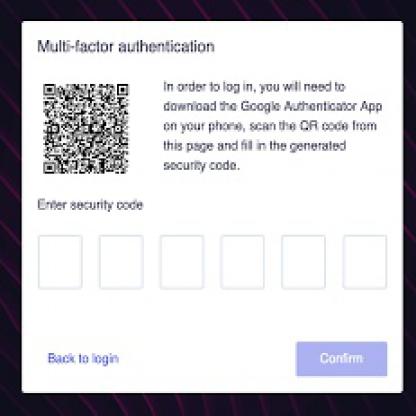 Multi-factor authentication
In order to log in, you will need to
download the Google Authenticator App
on your phone, scan the QR code from
this page and fill in the generated
security code.
Enter security code
Back to login
Confirm